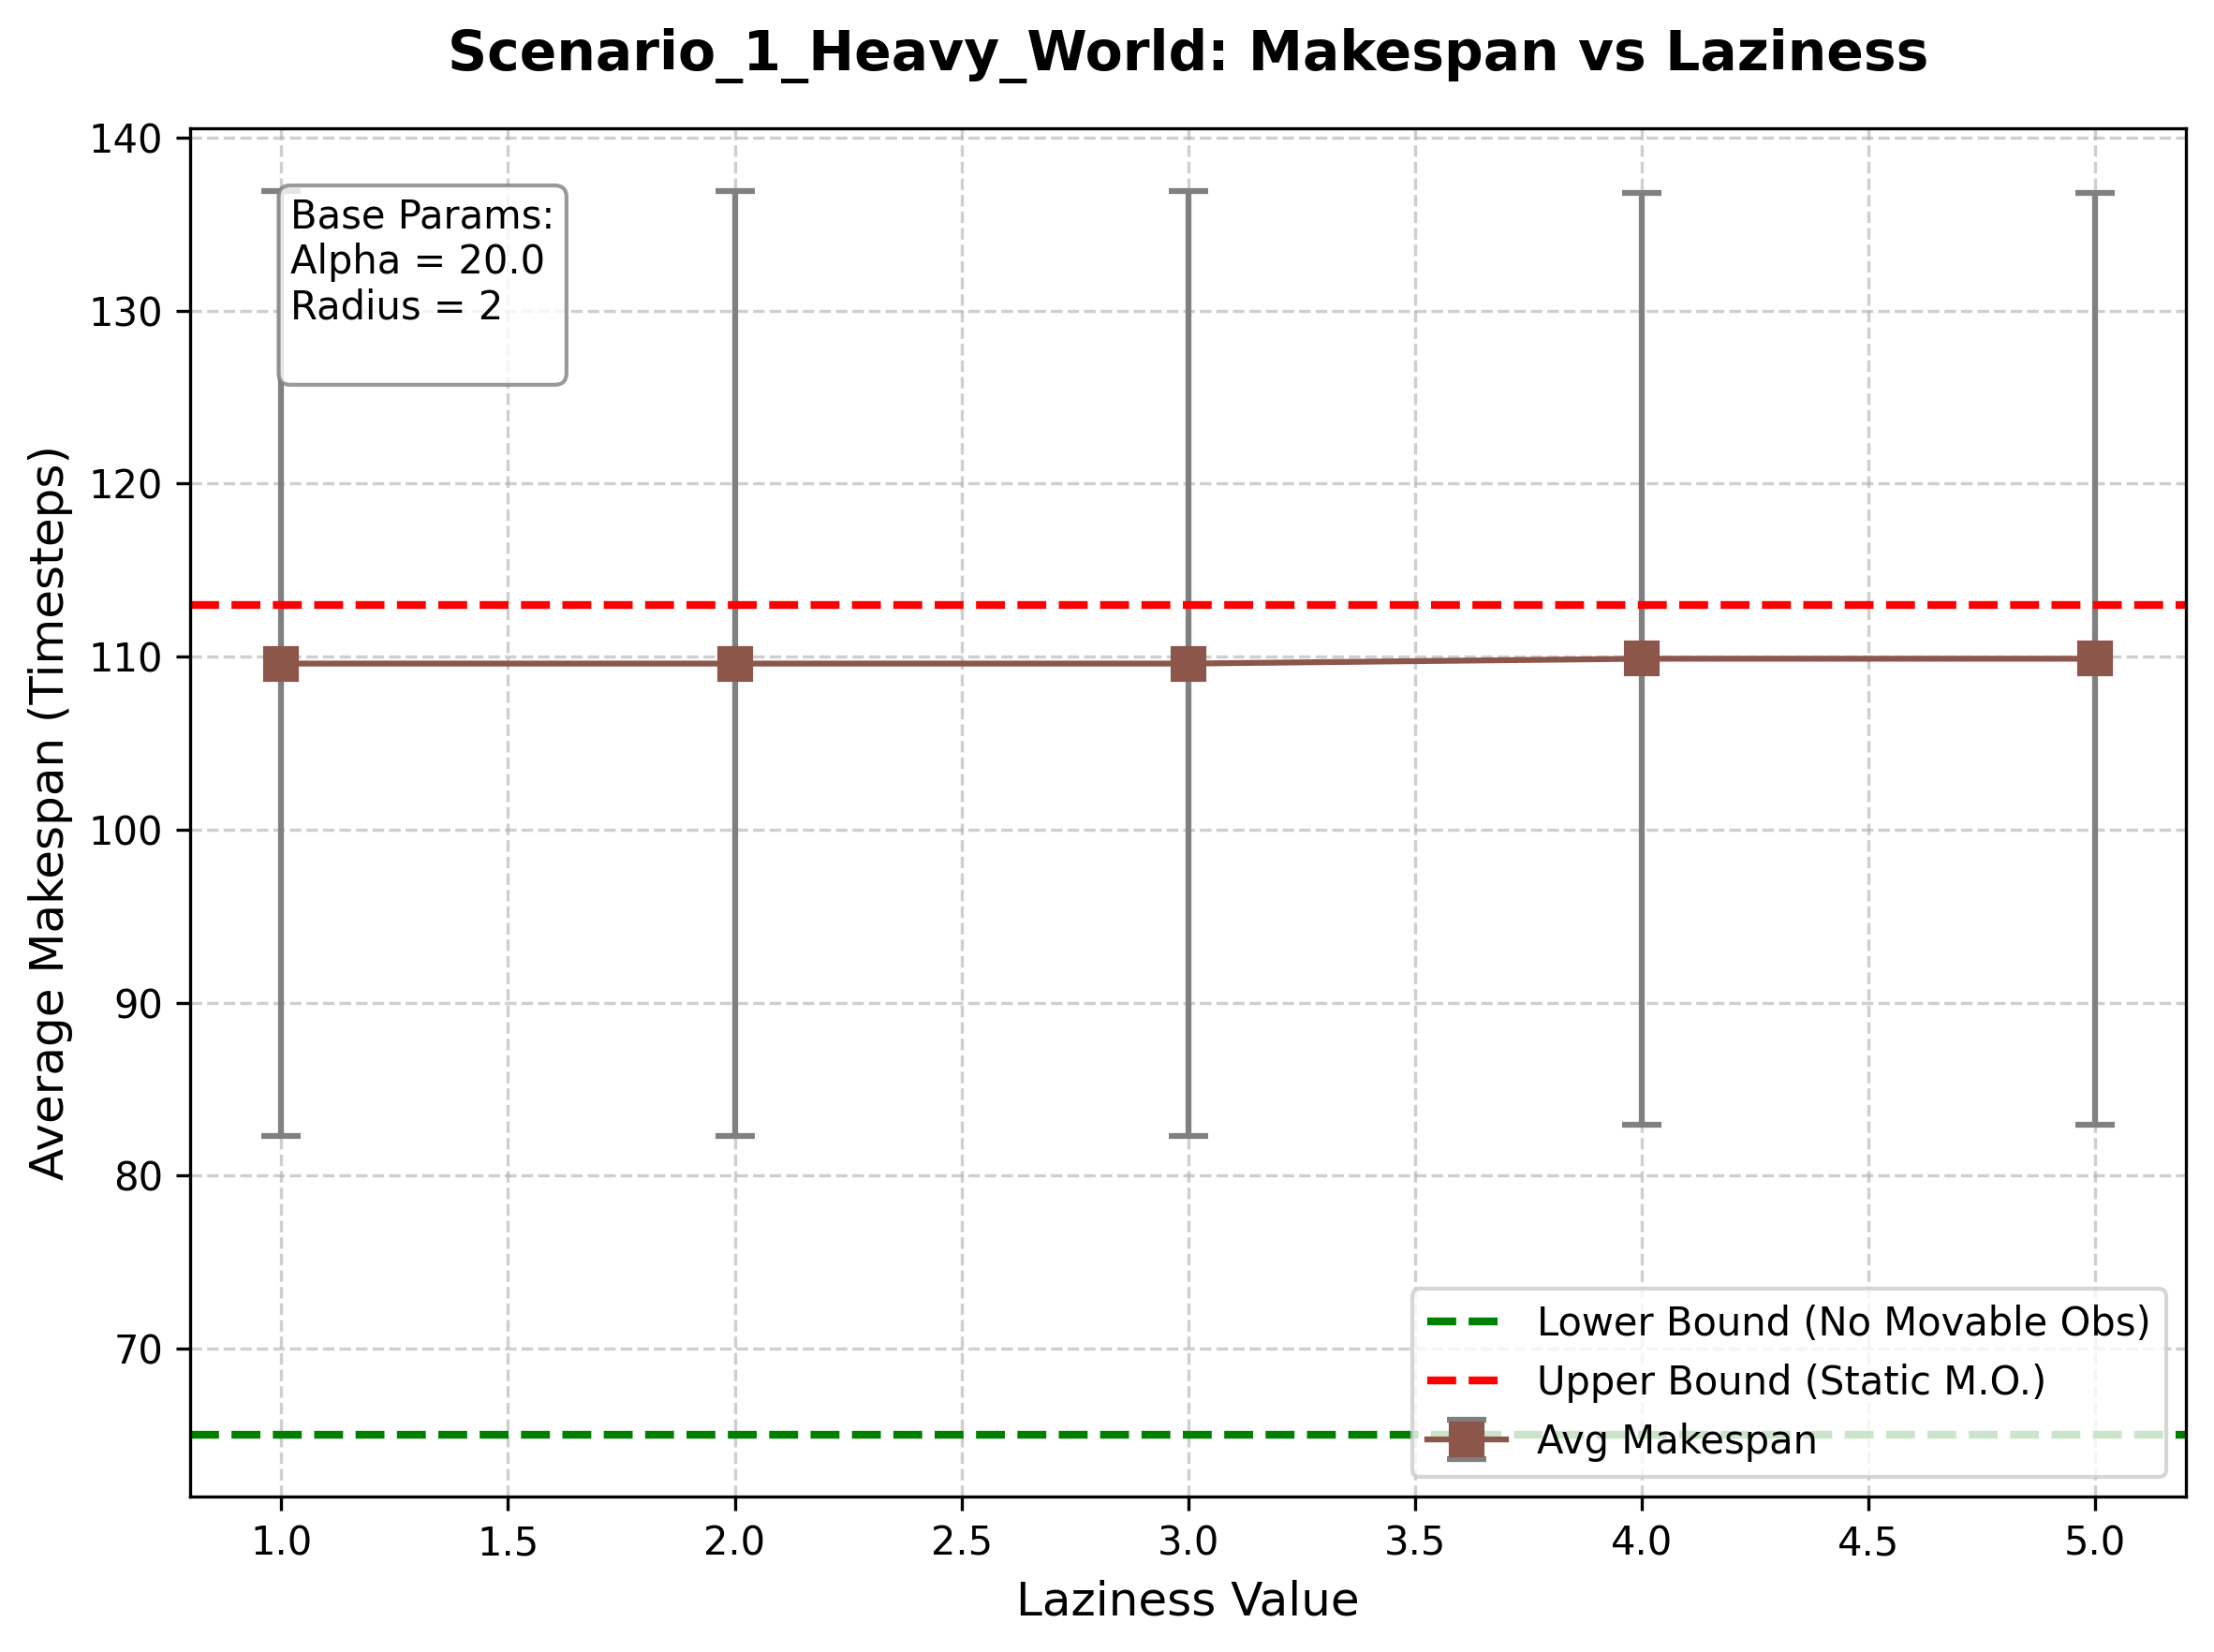 Scenario_1_Heavy_World: Makespan vs Laziness
Base Params:
Alpha = 20.0
Radius = 2
Average Makespan (Timesteps)
140
130
120
110
100
90
80
70
Lower Bound (No Movable Obs)
Upper Bound (Static M.O.)
Avg Makespan
1.0 1.5 2.0 2.5 3.0 3.5 4.0 4.5 5.0
Laziness Value